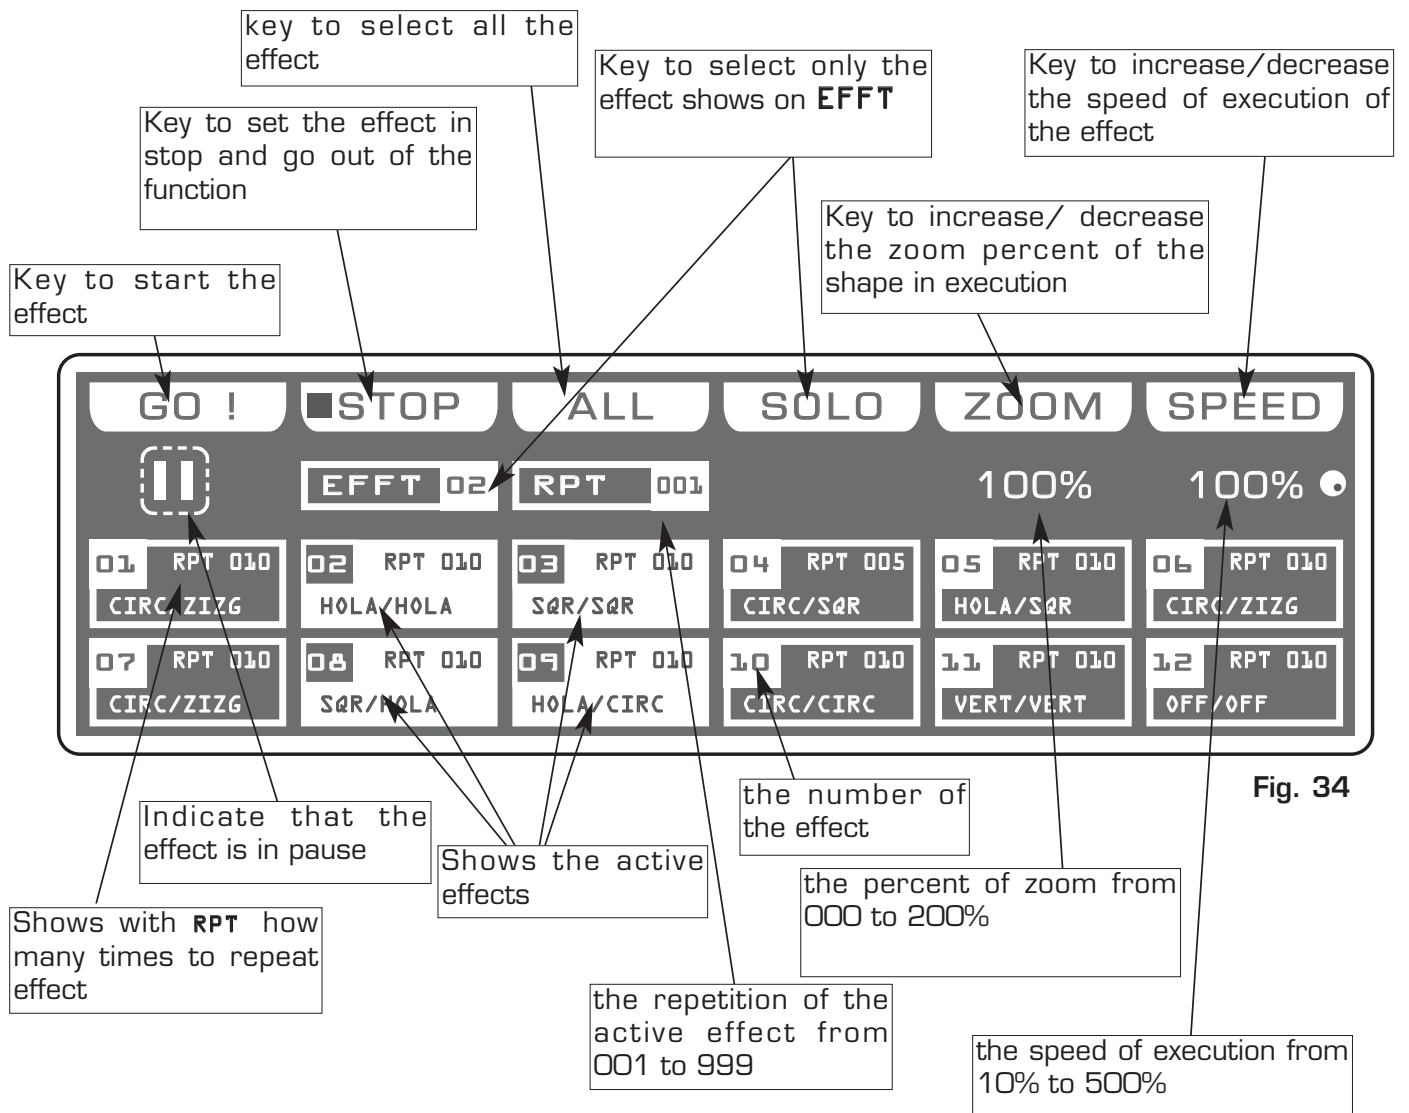 key to select all the
effect
Key to select only the
effect shows on EFFT
Key to increase/decrease
the speed of execution of
the effect
Key to set the effect in
stop and go out of the
function
Key to increase/ decrease
the zoom percent of the
shape in execution
Key to start the
effect
GO !
STOP
ALL
SOLO
ZOOM
SPEED
EFFT 02
RPT 001
100%
100%
01 RPT 010
CIRC/ZIZG
02 RPT 010
HOLA/HOLA
03 RPT 010
SQR/SQR
04 RPT 005
CIRC/SQR
05 RPT 010
HOLA/SQR
06 RPT 010
CIRC/ZIZG
07 RPT 010
CIRC/ZIZG
08 RPT 010
SQR/HOLA
09 RPT 010
HOLA/CIRC
10 RPT 010
CIRC/CIRC
11 RPT 010
VERT/VERT
12 RPT 010
OFF/OFF
Fig. 34
Indicate that the
effect is in pause
the number of
the effect
Shows the active
effects
the percent of zoom from
000 to 200%
Shows with RPT how
many times to repeat
effect
the repetition of the
active effect from
001 to 999
the speed of execution from
10% to 500%